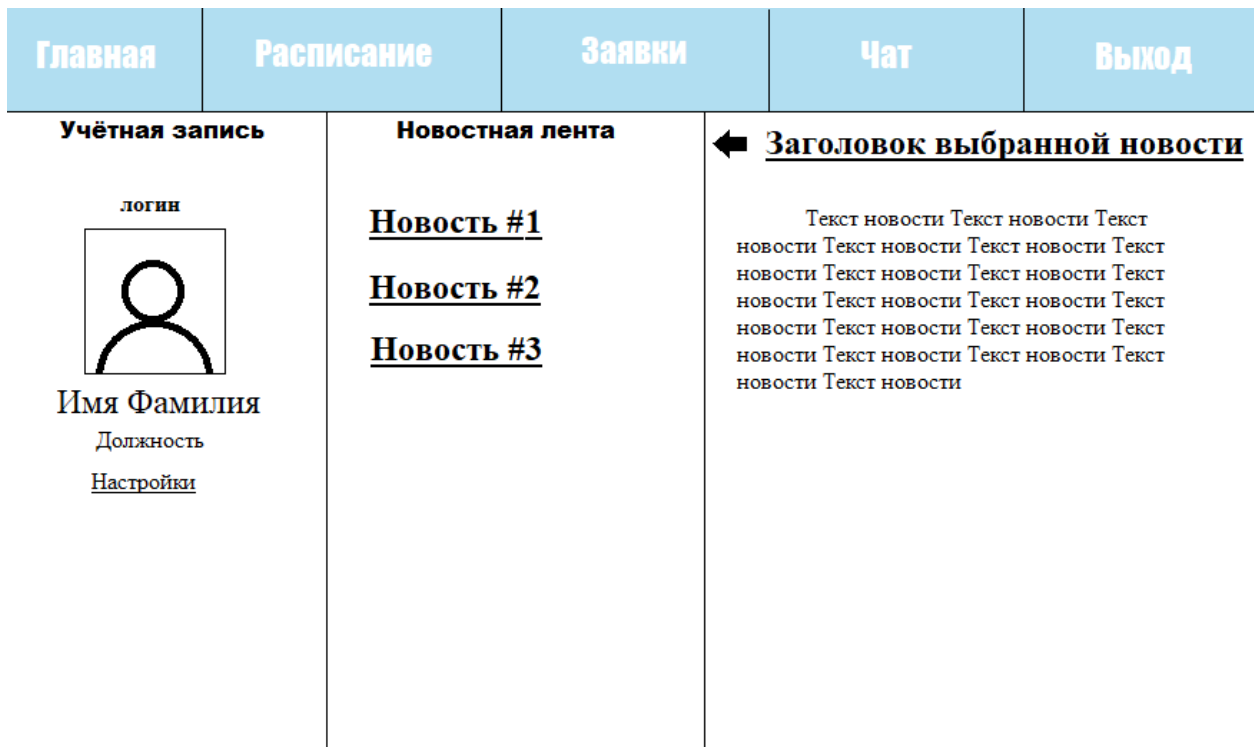 Главная
Расписание
Заявки
Чат
Выход
Учётная запись
логин
Имя Фамилия
Должность
Настройки
Новостная лента
Новость #1
Новость #2
Новость #3
Заголовок выбранной новости
Текст новости Текст новости Текст
новости Текст новости Текст новости Текст
новости Текст новости Текст новости Текст
новости Текст новости Текст новости Текст
новости Текст новости Текст новости Текст
новости Текст новости Текст новости Текст
новости Текст новости